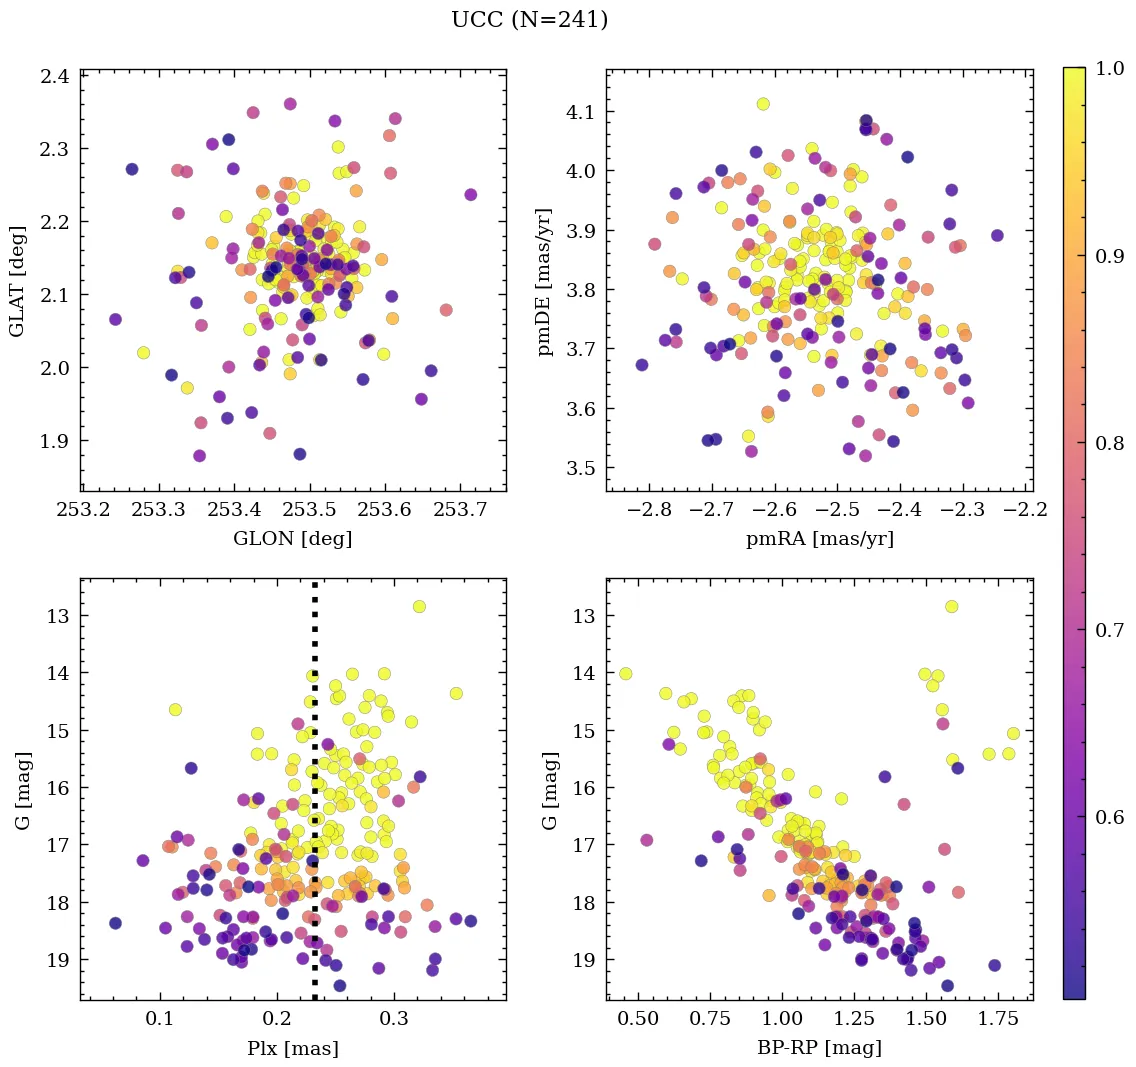 UCC (N=241)
2.4
2.3
2.2
2.1
2.0
1.9
GLAT [deg]
253.2 253.3 253.4 253.5 253.6 253.7
GLON [deg]
4.1
4.0
3.9
3.8
3.7
3.6
3.5
pmDE [mas/yr]
−2.8 −2.7 −2.6 −2.5 −2.4 −2.3 −2.2
pmRA [mas/yr]
1.0
0.9
0.8
0.7
0.6
13
14
15
16
17
18
19
G [mag]
0.1 0.2 0.3
Plx [mas]
13
14
15
16
17
18
19
G [mag]
0.50 0.75 1.00 1.25 1.50 1.75
BP-RP [mag]